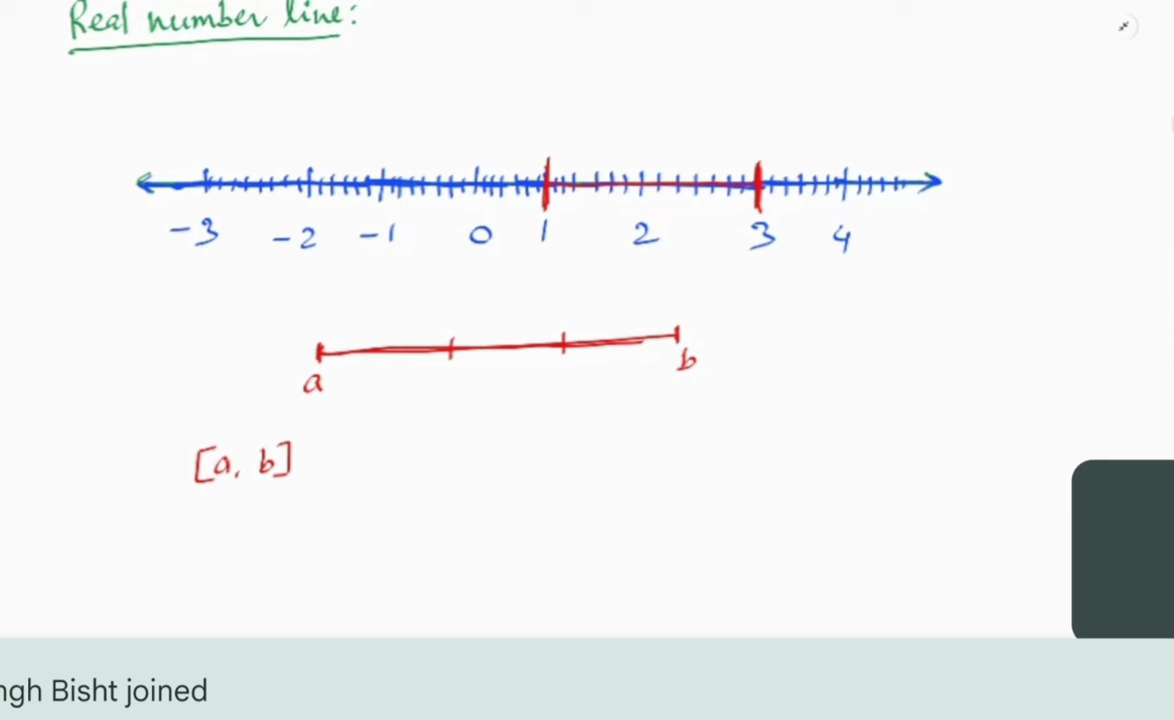 Real number line:
-3 -2 -1 0 1 2 3 4
a b
[a, b]
ngh Bisht joined